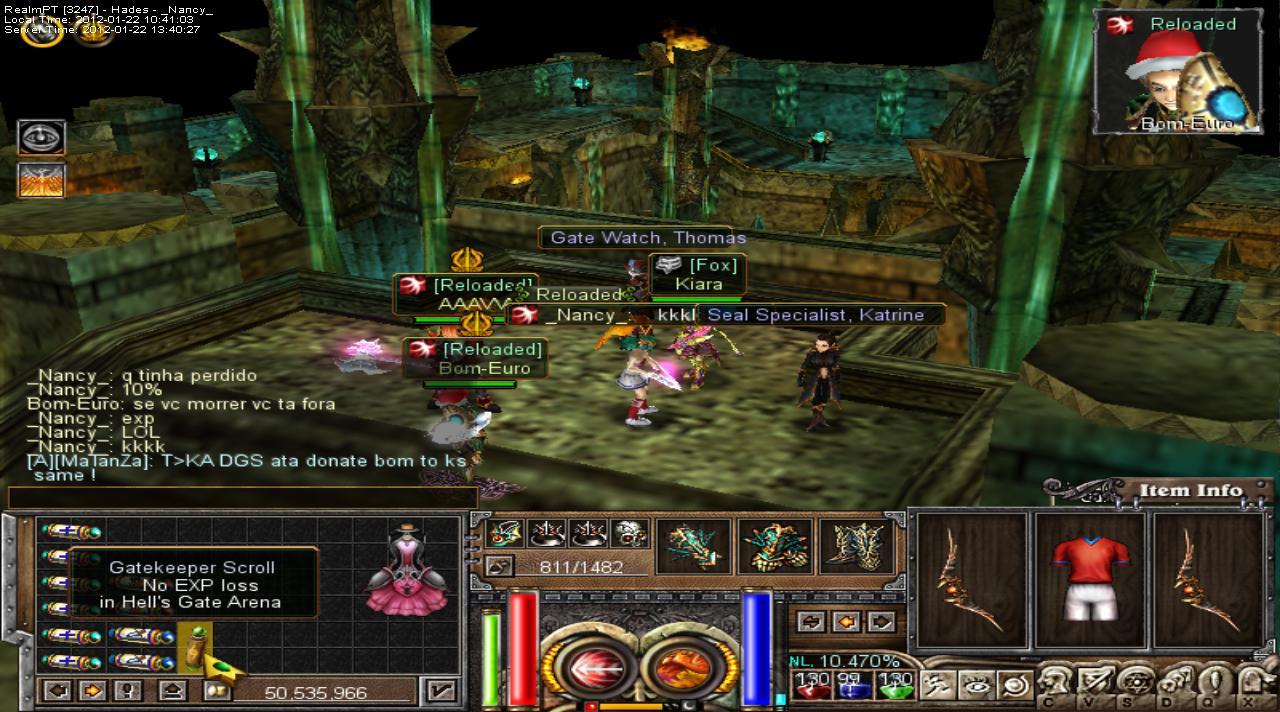 RealmPT [3247] - Hades - _Nancy_
Local Time: 2012-01-22 10:41:03
Server Time: 2012-01-22 13:40:27
Reloaded
Bom-Euro
Gate Watch, Thomas
[Fox]
Kiara
[Reloaded]
Reloaded
_Nancy_: kkkl
Seal Specialist, Katrine
[Reloaded]
Bom-Euro
_Nancy_: q tinha perdido
_Nancy_: 10%
Bom-Euro: se vc morrer vc ta fora
_Nancy_: exp
_Nancy_: LOL
_Nancy_: kkkk
[A][MaTanZa]: T>KA DGS ata donate bom to ks
same !
Item Info
Gatekeeper Scroll
No EXP loss
in Hell's Gate Arena
811/1482
50,535,966
NL. 10.470%
130 99 130
C V S D Q X